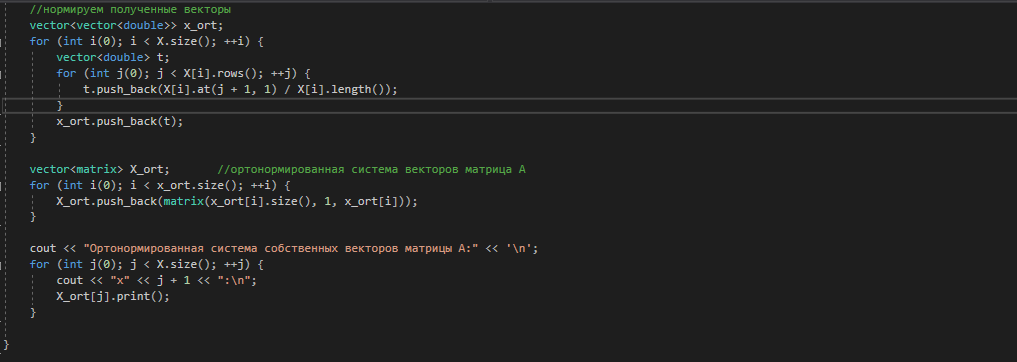 //нормируем полученные векторы
vector<vector<double>> x_ort;
for (int i(0); i < X.size(); ++i) {
vector<double> t;
for (int j(0); j < X[i].rows(); ++j) {
t.push_back(X[i].at(j + 1, 1) / X[i].length());
}
x_ort.push_back(t);
}
vector<matrix> X_ort; //ортонормированная система векторов матрица А
for (int i(0); i < x_ort.size(); ++i) {
X_ort.push_back(matrix(x_ort[i].size(), 1, x_ort[i]));
}
cout << "Ортонормированная система собственных векторов матрицы А:" << '\n';
for (int j(0); j < X.size(); ++j) {
cout << "x" << j + 1 << ":\n";
X_ort[j].print();
}
}